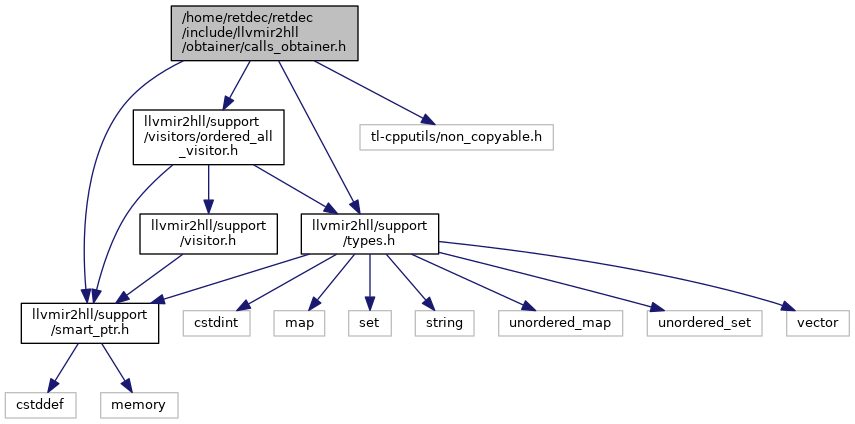 /home/retdec/retdec
/include/llvmir2hll
/obtainer/calls_obtainer.h
llvmir2hll/support
/visitors/ordered_all
_visitor.h
tl-cpputils/non_copyable.h
llvmir2hll/support
/visitor.h
llvmir2hll/support
/types.h
llvmir2hll/support
/smart_ptr.h
cstdint
map
set
string
unordered_map
unordered_set
vector
cstddef
memory